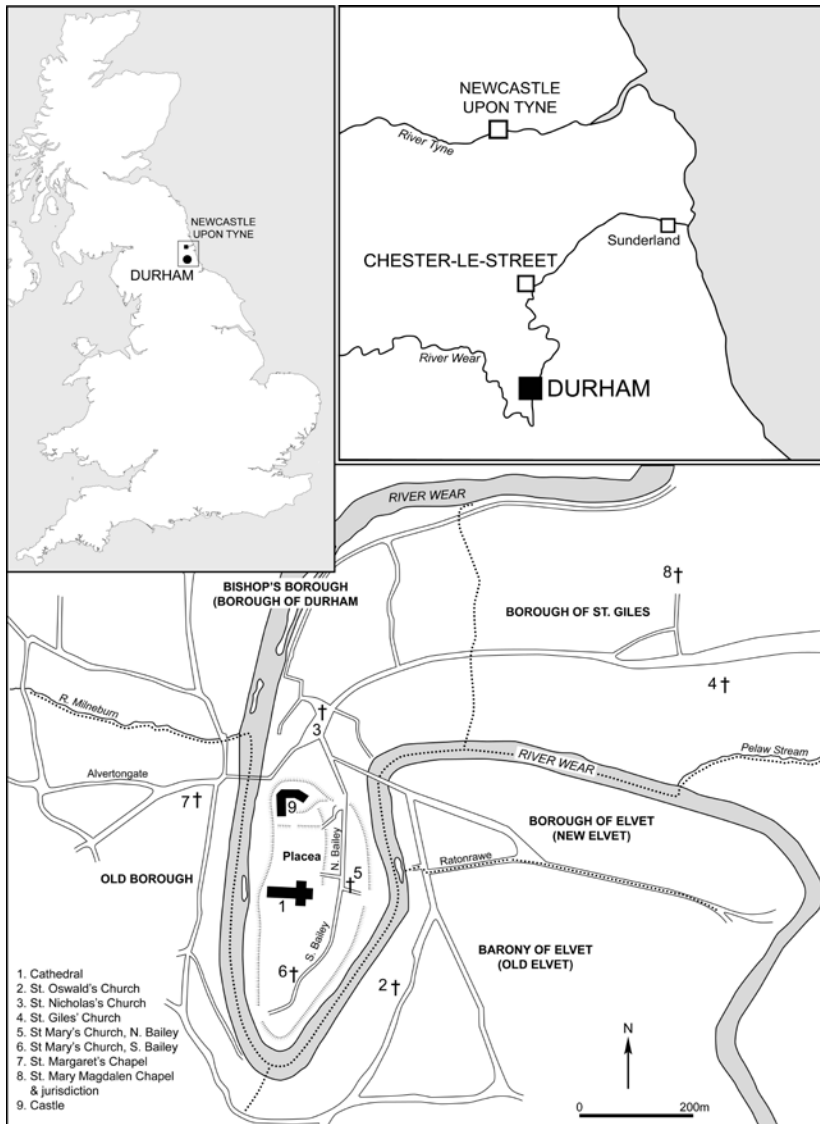 NEWCASTLE
UPON TYNE
DURHAM
NEWCASTLE
UPON TYNE
River Tyne
Sunderland
CHESTER-LE-STREET
River Wear
DURHAM
RIVER WEAR
BISHOP'S BOROUGH
(BOROUGH OF DURHAM
8
BOROUGH OF ST. GILES
4
R. Milneburn
3
RIVER WEAR
Pelaw Stream
Alvertongate
7
9
BOROUGH OF ELVET
(NEW ELVET)
Placea
N. Bailey
Ratonrawe
OLD BOROUGH
5
1
S. Bailey
BARONY OF ELVET
(OLD ELVET)
6
2
1. Cathedral
2. St. Oswald's Church
3. St. Nicholas's Church
4. St. Giles' Church
5. St Mary's Church, N. Bailey
6. St Mary's Church, S. Bailey
7. St. Margaret's Chapel
8. St. Mary Magdalen Chapel
& jurisdiction
9. Castle
N
0 200m